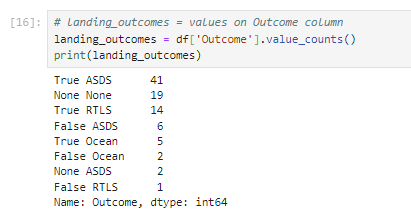 [16]: # landing_outcomes = values on Outcome column
landing_outcomes = df['Outcome'].value_counts()
print(landing_outcomes)
True ASDS 41
None None 19
True RTLS 14
False ASDS 6
True Ocean 5
False Ocean 2
None ASDS 2
False RTLS 1
Name: Outcome, dtype: int64